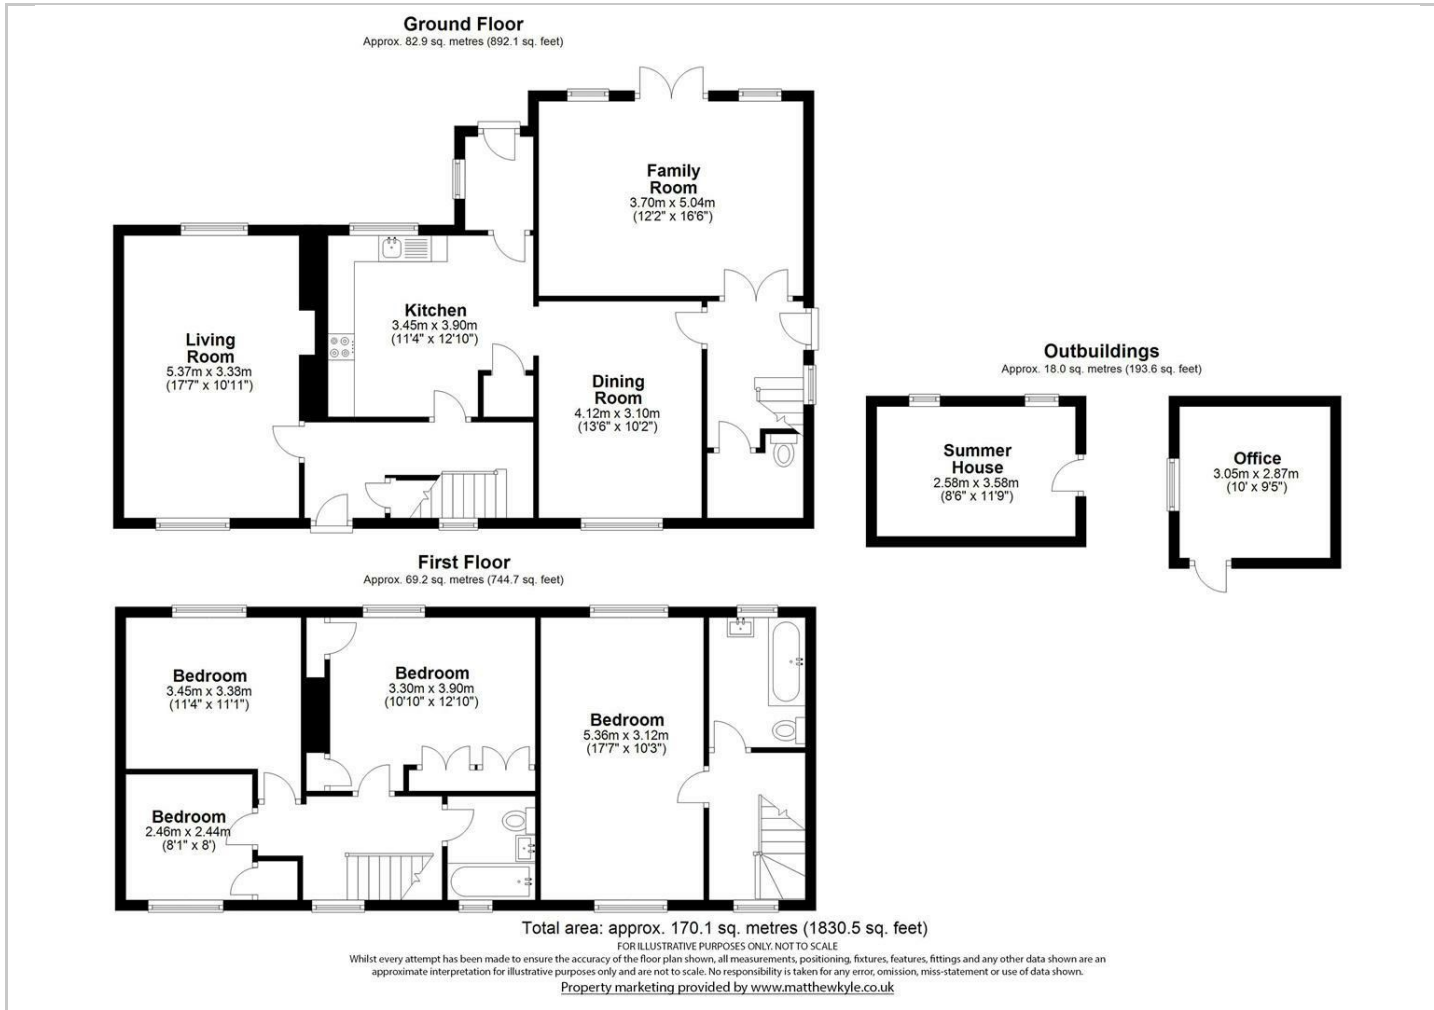 Ground Floor
Approx. 82.9 sq. metres (892.1 sq. feet)
Family
Room
3.70m x 5.04m
(12'2" x 16'6")
Kitchen
3.45m x 3.90m
(11'4" x 12'10")
Living
Room
5.37m x 3.33m
(17'7" x 10'11")
Dining
Room
4.12m x 3.10m
(13'6" x 10'2")
Outbuildings
Approx. 18.0 sq. metres (193.6 sq. feet)
Summer
House
2.58m x 3.58m
(8'6" x 11'9")
Office
3.05m x 2.87m
(10' x 9'5")
First Floor
Approx. 69.2 sq. metres (744.7 sq. feet)
Bedroom
3.45m x 3.38m
(11'4" x 11'1")
Bedroom
3.30m x 3.90m
(10'10" x 12'10")
Bedroom
5.36m x 3.12m
(17'7" x 10'3")
Bedroom
2.46m x 2.44m
(8'1" x 8')
Total area: approx. 170.1 sq. metres (1830.5 sq. feet)
FOR ILLUSTRATIVE PURPOSES ONLY. NOT TO SCALE
Whilst every attempt has been made to ensure the accuracy of the floor plan shown, all measurements, positioning, fixtures, features, fittings and any other data shown are an
approximate interpretation for illustrative purposes only and are not to scale. No responsibility is taken for any error, omission, miss-statement or use of data shown.
Property marketing provided by www.matthewkyle.co.uk